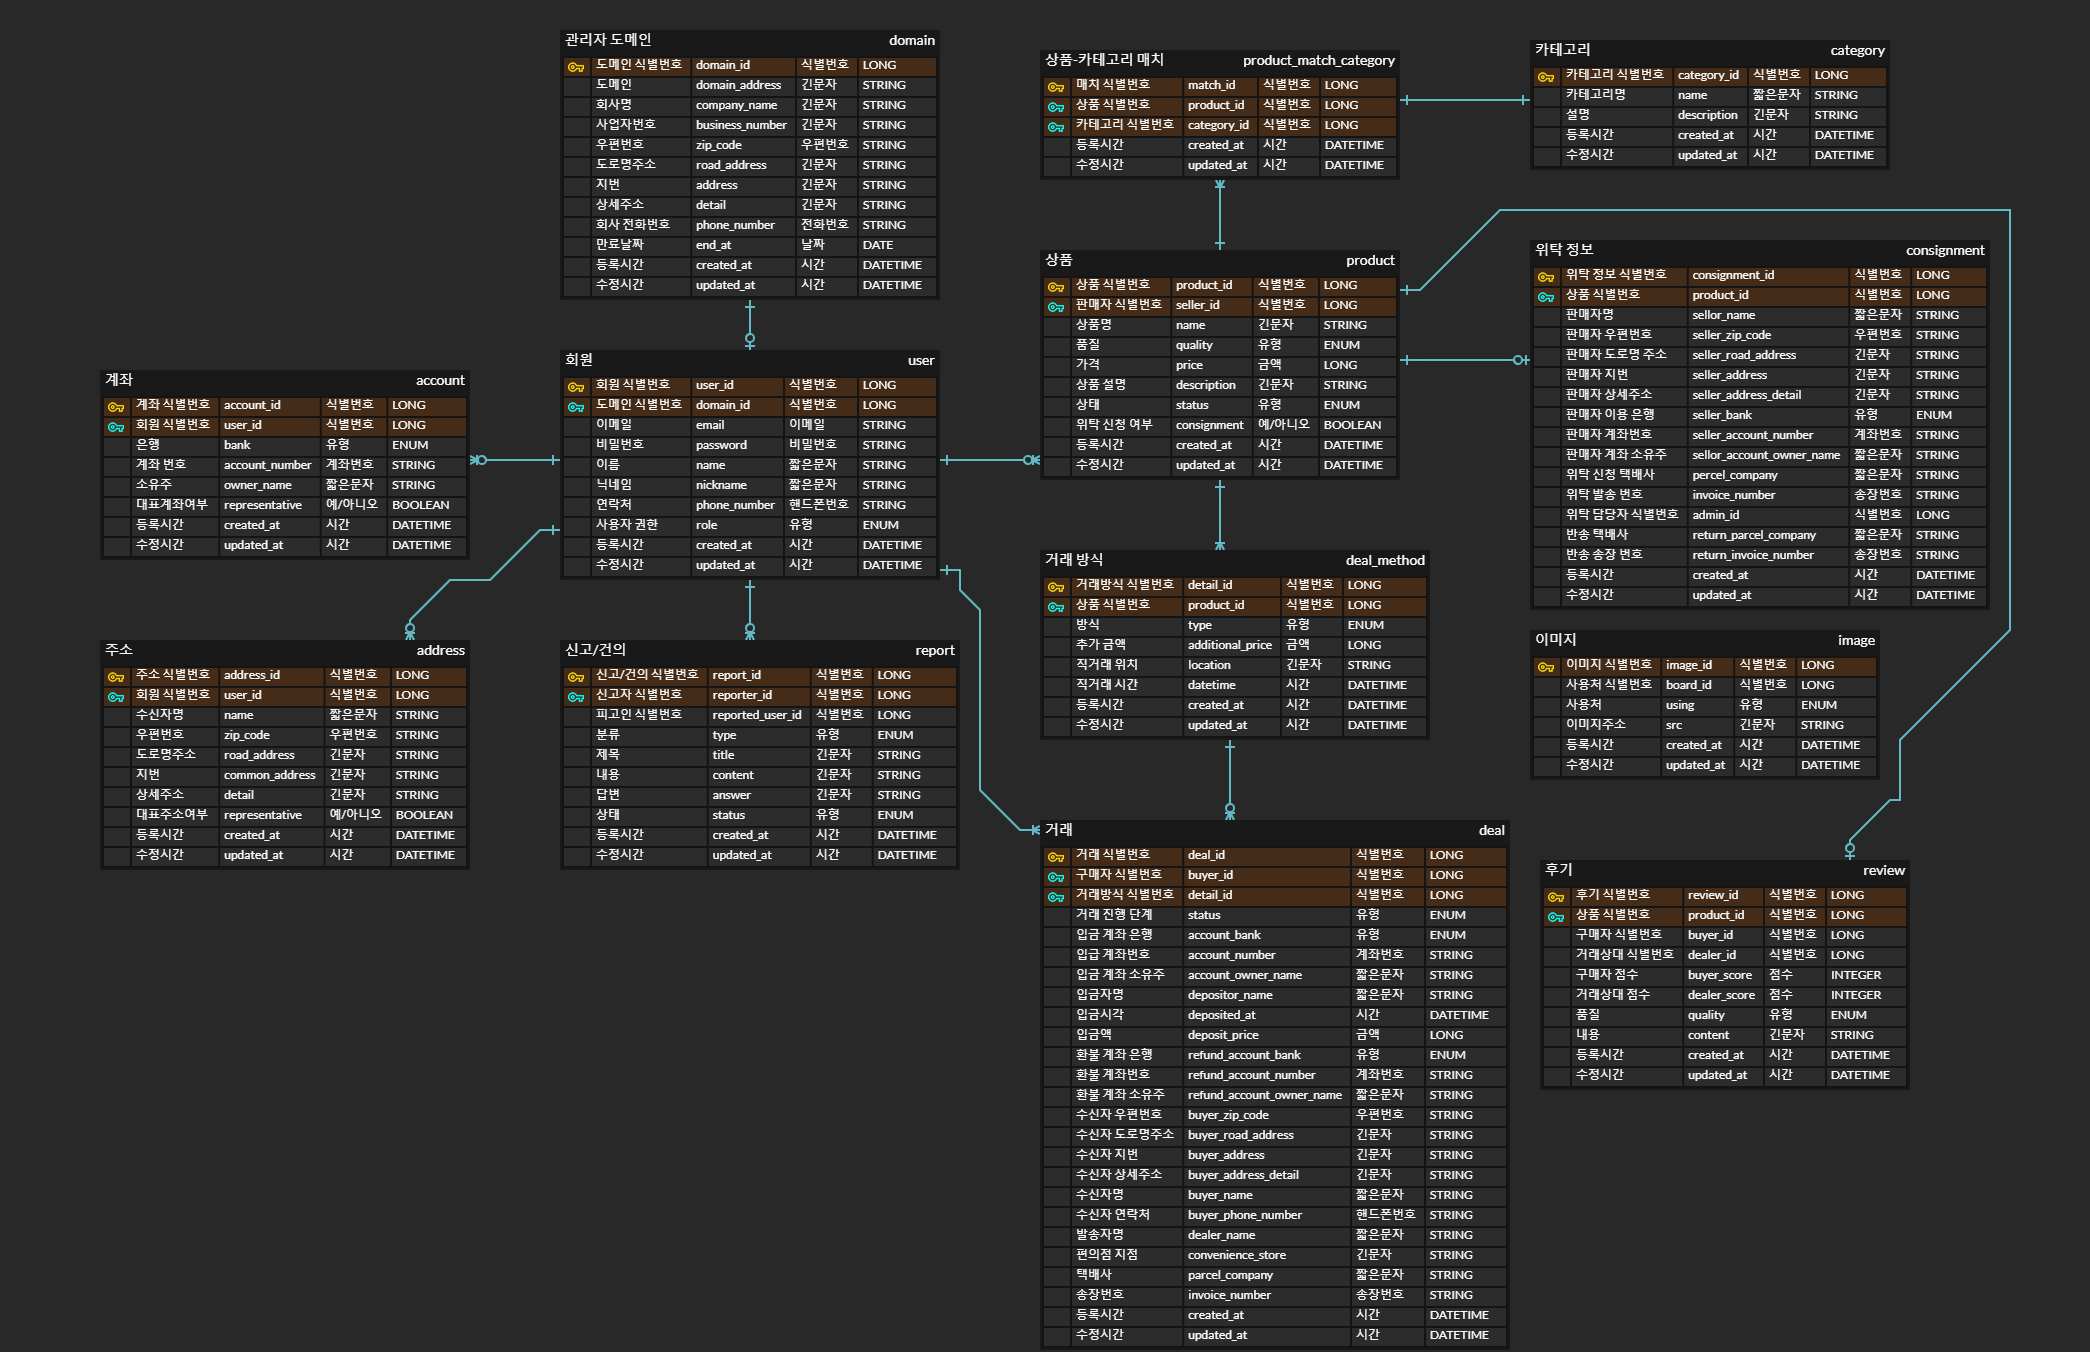 관리자 도메인 domain
도메인 식별번호 domain_id 식별번호 LONG
도메인 domain_address 긴문자 STRING
회사명 company_name 긴문자 STRING
사업자번호 business_number 긴문자 STRING
우편번호 zip_code 우편번호 STRING
도로명주소 road_address 긴문자 STRING
지번 address 긴문자 STRING
상세주소 detail 긴문자 STRING
회사 전화번호 phone_number 전화번호 STRING
만료날짜 end_at 날짜 DATE
등록시간 created_at 시간 DATETIME
수정시간 updated_at 시간 DATETIME
상품-카테고리 매치 product_match_category
매치 식별번호 match_id 식별번호 LONG
상품 식별번호 product_id 식별번호 LONG
카테고리 식별번호 category_id 식별번호 LONG
등록시간 created_at 시간 DATETIME
수정시간 updated_at 시간 DATETIME
카테고리 category
카테고리 식별번호 category_id 식별번호 LONG
카테고리명 name 짧은문자 STRING
설명 description 긴문자 STRING
등록시간 created_at 시간 DATETIME
수정시간 updated_at 시간 DATETIME
계좌 account
계좌 식별번호 account_id 식별번호 LONG
회원 식별번호 user_id 식별번호 LONG
은행 bank 유형 ENUM
계좌 번호 account_number 계좌번호 STRING
소유주 owner_name 짧은문자 STRING
대표계좌여부 representative 예/아니오 BOOLEAN
등록시간 created_at 시간 DATETIME
수정시간 updated_at 시간 DATETIME
회원 user
회원 식별번호 user_id 식별번호 LONG
도메인 식별번호 domain_id 식별번호 LONG
이메일 email 이메일 STRING
비밀번호 password 비밀번호 STRING
이름 name 짧은문자 STRING
닉네임 nickname 짧은문자 STRING
연락처 phone_number 핸드폰번호 STRING
사용자 권한 role 유형 ENUM
등록시간 created_at 시간 DATETIME
수정시간 updated_at 시간 DATETIME
상품 product
상품 식별번호 product_id 식별번호 LONG
판매자 식별번호 seller_id 식별번호 LONG
상품명 name 긴문자 STRING
품질 quality 유형 ENUM
가격 price 금액 LONG
상품 설명 description 긴문자 STRING
상태 status 유형 ENUM
위탁 신청 여부 consignment 예/아니오 BOOLEAN
등록시간 created_at 시간 DATETIME
수정시간 updated_at 시간 DATETIME
위탁 정보 consignment
위탁 정보 식별번호 consignment_id 식별번호 LONG
상품 식별번호 product_id 식별번호 LONG
판매자명 sellor_name 짧은문자 STRING
판매자 우편번호 seller_zip_code 우편번호 STRING
판매자 도로명 주소 seller_road_address 긴문자 STRING
판매자 지번 seller_address 긴문자 STRING
판매자 상세주소 seller_address_detail 긴문자 STRING
판매자 이용 은행 seller_bank 유형 ENUM
판매자 계좌번호 seller_account_number 계좌번호 STRING
판매자 계좌 소유주 sellor_account_owner_name 짧은문자 STRING
위탁 신청 택배사 percel_company 짧은문자 STRING
위탁 발송 번호 invoice_number 송장번호 STRING
위탁 담당자 식별번호 admin_id 식별번호 LONG
반송 택배사 return_parcel_company 짧은문자 STRING
반송 송장 번호 return_invoice_number 송장번호 STRING
등록시간 created_at 시간 DATETIME
수정시간 updated_at 시간 DATETIME
주소 address
주소 식별번호 address_id 식별번호 LONG
회원 식별번호 user_id 식별번호 LONG
수신자명 name 짧은문자 STRING
우편번호 zip_code 우편번호 STRING
도로명주소 road_address 긴문자 STRING
지번 common_address 긴문자 STRING
상세주소 detail 긴문자 STRING
대표주소여부 representative 예/아니오 BOOLEAN
등록시간 created_at 시간 DATETIME
수정시간 updated_at 시간 DATETIME
신고/건의 report
신고/건의 식별번호 report_id 식별번호 LONG
신고자 식별번호 reporter_id 식별번호 LONG
피고인 식별번호 reported_user_id 식별번호 LONG
분류 type 유형 ENUM
제목 title 긴문자 STRING
내용 content 긴문자 STRING
답변 answer 긴문자 STRING
상태 status 유형 ENUM
등록시간 created_at 시간 DATETIME
수정시간 updated_at 시간 DATETIME
거래 방식 deal_method
거래방식 식별번호 detail_id 식별번호 LONG
상품 식별번호 product_id 식별번호 LONG
방식 type 유형 ENUM
추가 금액 additional_price 금액 LONG
직거래 위치 location 긴문자 STRING
직거래 시간 datetime 시간 DATETIME
등록시간 created_at 시간 DATETIME
수정시간 updated_at 시간 DATETIME
이미지 image
이미지 식별번호 image_id 식별번호 LONG
사용처 식별번호 board_id 식별번호 LONG
사용처 using 유형 ENUM
이미지주소 src 긴문자 STRING
등록시간 created_at 시간 DATETIME
수정시간 updated_at 시간 DATETIME
거래 deal
거래 식별번호 deal_id 식별번호 LONG
구매자 식별번호 buyer_id 식별번호 LONG
거래방식 식별번호 detail_id 식별번호 LONG
거래 진행 단계 status 유형 ENUM
입금 계좌 은행 account_bank 유형 ENUM
입급 계좌번호 account_number 계좌번호 STRING
입금 계좌 소유주 account_owner_name 짧은문자 STRING
입금자명 depositor_name 짧은문자 STRING
입금시각 deposited_at 시간 DATETIME
입금액 deposit_price 금액 LONG
환불 계좌 은행 refund_account_bank 유형 ENUM
환불 계좌번호 refund_account_number 계좌번호 STRING
환불 계좌 소유주 refund_account_owner_name 짧은문자 STRING
수신자 우편번호 buyer_zip_code 우편번호 STRING
수신자 도로명주소 buyer_road_address 긴문자 STRING
수신자 지번 buyer_address 긴문자 STRING
수신자 상세주소 buyer_address_detail 긴문자 STRING
수신자명 buyer_name 짧은문자 STRING
수신자 연락처 buyer_phone_number 핸드폰번호 STRING
발송자명 dealer_name 짧은문자 STRING
편의점 지점 convenience_store 긴문자 STRING
택배사 parcel_company 짧은문자 STRING
송장번호 invoice_number 송장번호 STRING
등록시간 created_at 시간 DATETIME
수정시간 updated_at 시간 DATETIME
후기 review
후기 식별번호 review_id 식별번호 LONG
상품 식별번호 product_id 식별번호 LONG
구매자 식별번호 buyer_id 식별번호 LONG
거래상대 식별번호 dealer_id 식별번호 LONG
구매자 점수 buyer_score 점수 INTEGER
거래상대 점수 dealer_score 점수 INTEGER
품질 quality 유형 ENUM
내용 content 긴문자 STRING
등록시간 created_at 시간 DATETIME
수정시간 updated_at 시간 DATETIME